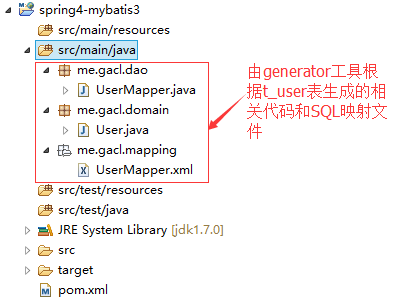 spring4-mybatis3
src/main/resources
src/main/java
me.gacl.dao
UserMapper.java
me.gacl.domain
User.java
me.gacl.mapping
UserMapper.xml
src/test/resources
src/test/java
JRE System Library [jdk1.7.0]
src
target
pom.xml
由generator工具根
据t_user表生成的相
关代码和SQL映射文
件